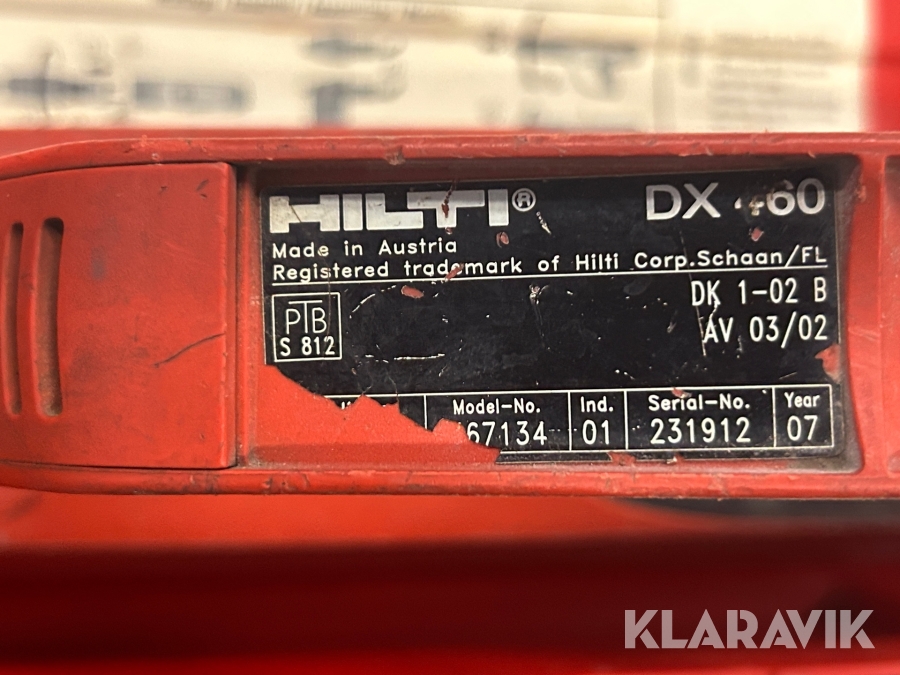 HILTI® DX 460
Made in Austria
Registered trademark of Hilti Corp.Schaan/FL
PTB
S 812
DK 1-02 B
AV 03/02
Model-No. Ind. Serial-No. Year
67134 01 231912 07
KLARAVIK